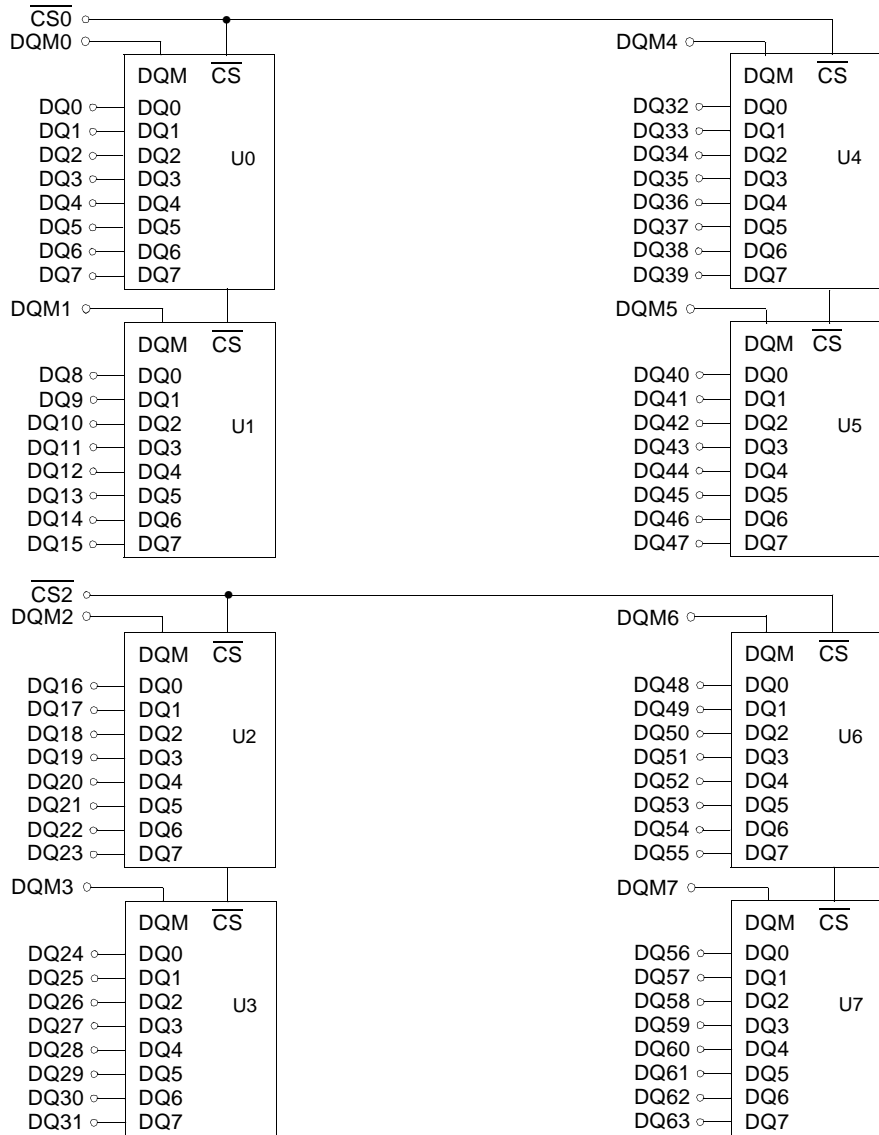 CS0
DQM0
DQM4
DQM CS
DQM CS
DQ0 DQ0
DQ1 DQ1
DQ2 DQ2
DQ3 DQ3
DQ4 DQ4
DQ5 DQ5
DQ6 DQ6
DQ7 DQ7
U0
DQ32 DQ0
DQ33 DQ1
DQ34 DQ2
DQ35 DQ3
DQ36 DQ4
DQ37 DQ5
DQ38 DQ6
DQ39 DQ7
U4
DQM1
DQM5
DQM CS
DQM CS
DQ8 DQ0
DQ9 DQ1
DQ10 DQ2
DQ11 DQ3
DQ12 DQ4
DQ13 DQ5
DQ14 DQ6
DQ15 DQ7
U1
DQ40 DQ0
DQ41 DQ1
DQ42 DQ2
DQ43 DQ3
DQ44 DQ4
DQ45 DQ5
DQ46 DQ6
DQ47 DQ7
U5
CS2
DQM2
DQM6
DQM CS
DQM CS
DQ16 DQ0
DQ17 DQ1
DQ18 DQ2
DQ19 DQ3
DQ20 DQ4
DQ21 DQ5
DQ22 DQ6
DQ23 DQ7
U2
DQ48 DQ0
DQ49 DQ1
DQ50 DQ2
DQ51 DQ3
DQ52 DQ4
DQ53 DQ5
DQ54 DQ6
DQ55 DQ7
U6
DQM3
DQM7
DQM CS
DQM CS
DQ24 DQ0
DQ25 DQ1
DQ26 DQ2
DQ27 DQ3
DQ28 DQ4
DQ29 DQ5
DQ30 DQ6
DQ31 DQ7
U3
DQ56 DQ0
DQ57 DQ1
DQ58 DQ2
DQ59 DQ3
DQ60 DQ4
DQ61 DQ5
DQ62 DQ6
DQ63 DQ7
U7